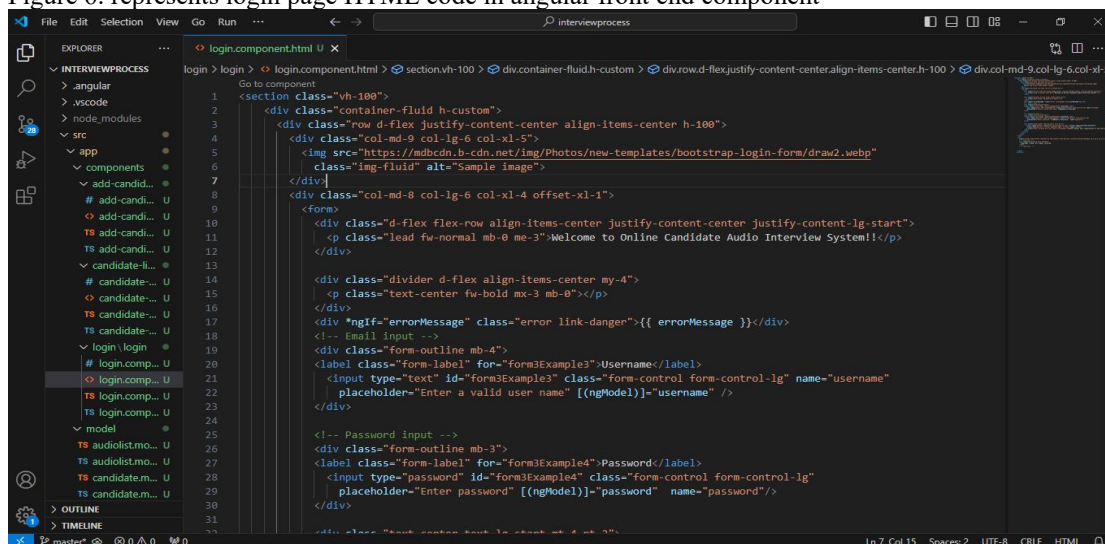 Figure 6: represents login page HTML code in angular front end component
File Edit Selection View Go Run ... interviewprocess
EXPLORER ...
login.component.html U X
INTERVIEWPROCESS
> .angular
> .vscode
> node_modules
src
app
components
add-candid...
# add-candi... U
<> add-candi... U
TS add-candi... U
TS add-candi... U
candidate-li...
# candidate-... U
<> candidate-... U
TS candidate-... U
TS candidate-... U
login \ login
# login.comp... U
<> login.comp... U
TS login.comp... U
TS login.comp... U
model
TS audiolist.mo... U
TS audiolist.mo... U
TS candidate.m... U
TS candidate.m... U
> OUTLINE
> TIMELINE
28
1
login > login > <> login.component.html > section.vh-100 > div.container-fluid.h-custom > div.row.d-flex.justify-content-center.align-items-center.h-100 > div.col-md-9.col-lg-6.col-xl-
Go to component
1 <section class="vh-100">
2 <div class="container-fluid h-custom">
3 <div class="row d-flex justify-content-center align-items-center h-100">
4 <div class="col-md-9 col-lg-6 col-xl-5">
5 <img src="https://mdbcdn.b-cdn.net/img/Photos/new-templates/bootstrap-login-form/draw2.webp"
6 class="img-fluid" alt="Sample image">
7 </div>
8 <div class="col-md-8 col-lg-6 col-xl-4 offset-xl-1">
9 <form>
10 <div class="d-flex flex-row align-items-center justify-content-center justify-content-lg-start">
11 <p class="lead fw-normal mb-0 me-3">Welcome to Online Candidate Audio Interview System!!</p>
12 </div>
13
14 <div class="divider d-flex align-items-center my-4">
15 <p class="text-center fw-bold mx-3 mb-0"></p>
16 </div>
17 <div *ngIf="errorMessage" class="error link-danger">{{ errorMessage }}</div>
18 <!-- Email input -->
19 <div class="form-outline mb-4">
20 <label class="form-label" for="form3Example3">Username</label>
21 <input type="text" id="form3Example3" class="form-control form-control-lg" name="username"
22 placeholder="Enter a valid user name" [(ngModel)]="username" />
23 </div>
24
25 <!-- Password input -->
26 <div class="form-outline mb-3">
27 <label class="form-label" for="form3Example4">Password</label>
28 <input type="password" id="form3Example4" class="form-control form-control-lg"
29 placeholder="Enter password" [(ngModel)]="password" name="password"/>
30 </div>
31
32 <div class="text-center text-lg-start mt-4 pt-2">
master* 0 0 0 Ln 7, Col 15 Spaces: 2 UTF-8 CRLF HTML